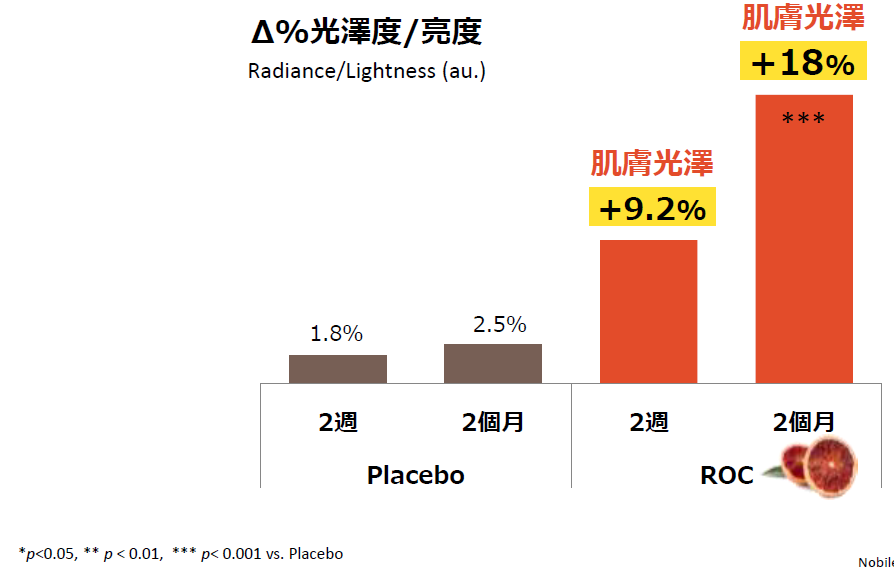 Δ%光澤度/亮度
Radiance/Lightness (au.)
肌膚光澤
+18%
***
肌膚光澤
+9.2%
1.8%
2.5%
2週
2個月
2週
2個月
Placebo
ROC
*p<0.05, ** p < 0.01, *** p< 0.001 vs. Placebo
Nobile